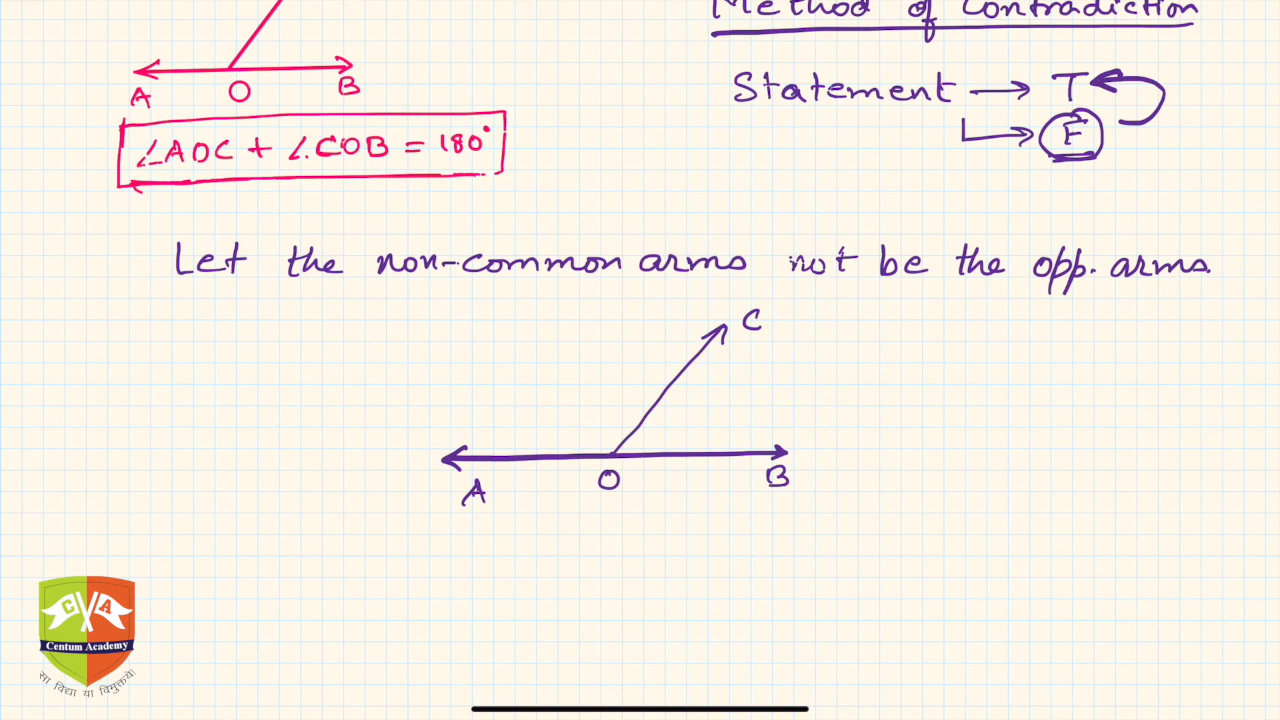 Method of Contradiction
A O B
Statement → T
∠AOC + ∠COB = 180°
→ F
Let the non-common arms not be the opp. arms.
C
A O B
C A
Centum Academy
सा विद्या या विमुक्तये।